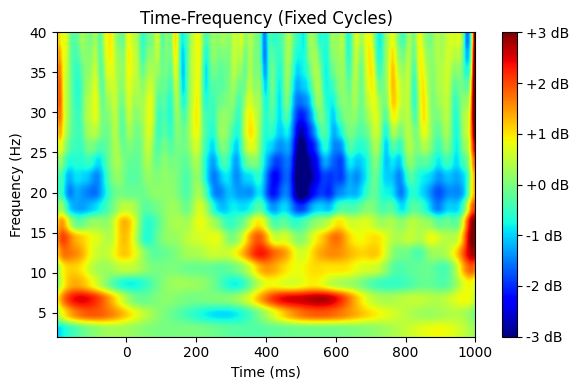 Time-Frequency (Fixed Cycles)
40
35
30
25
20
15
10
5
Frequency (Hz)
0
200
400
600
800
1000
Time (ms)
+3 dB
+2 dB
+1 dB
+0 dB
-1 dB
-2 dB
-3 dB